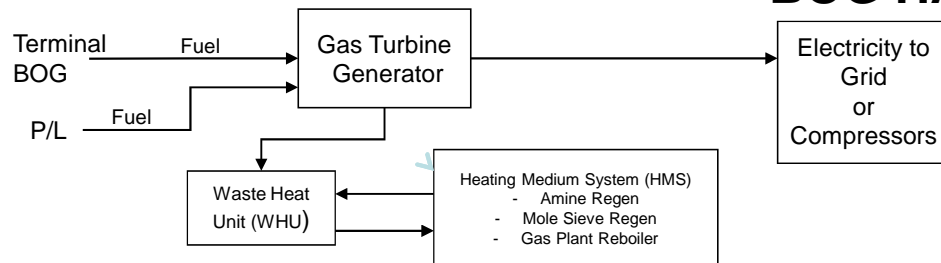 Terminal
BOG
Fuel
P/L
Fuel
Gas Turbine
Generator
Electricity to
Grid
or
Compressors
Waste Heat
Unit (WHU)
Heating Medium System (HMS)
- Amine Regen
- Mole Sieve Regen
- Gas Plant Reboiler